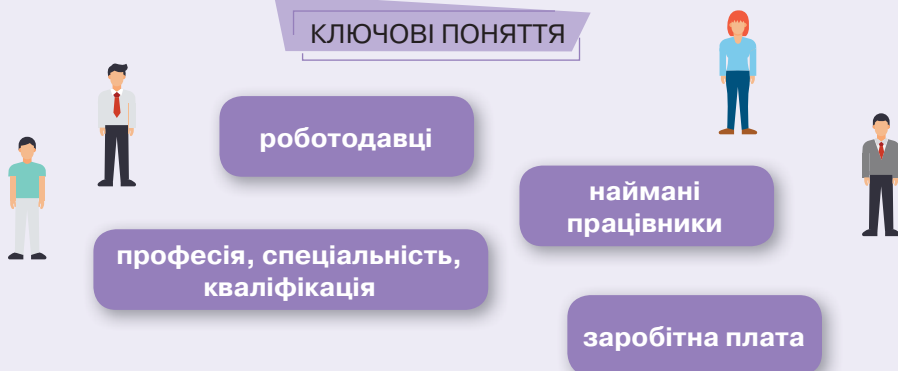 КЛЮЧОВІ ПОНЯТТЯ
роботодавці
наймані
працівники
професія, спеціальність,
кваліфікація
заробітна плата